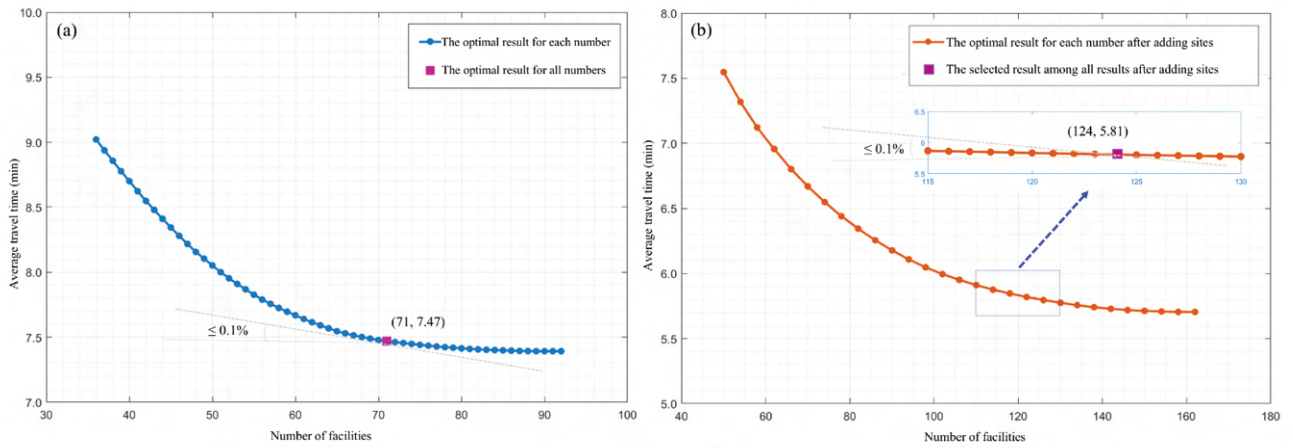 (a)
The optimal result for each number
The optimal result for all numbers
10.0
9.5
9.0
8.5
8.0
7.5
7.0
Average travel time (min)
≤ 0.1%
(71, 7.47)
30 40 50 60 70 80 90 100
Number of facilities
(b)
The optimal result for each number after adding sites
The selected result among all results after adding sites
8.0
7.5
7.0
6.5
6.0
5.5
5.0
Average travel time (min)
(124, 5.81)
≤ 0.1%
6.5
6
5.5
115 120 125 130
40 60 80 100 120 140 160 180
Number of facilities